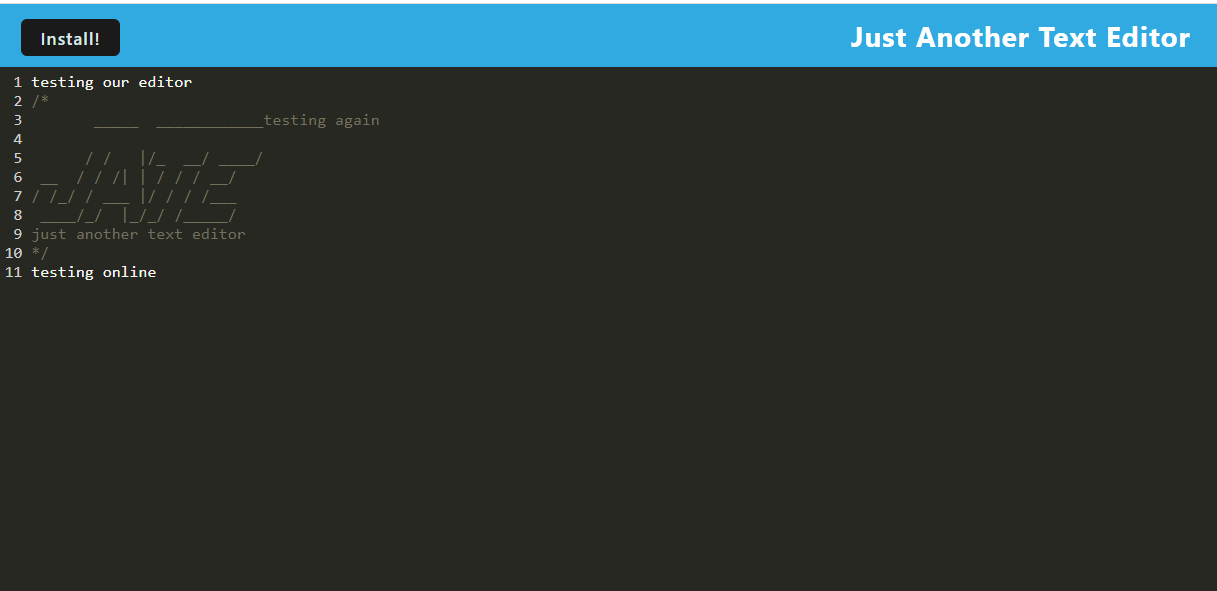 Install!
Just Another Text Editor
1 testing our editor
2 /*
3        _____  ____________testing again
4
5       / /   |/_  __/ ____/
6  __  / / /| | / / / __/
7 / /_/ / ___ |/ / / /___
8  ____/_/  |_/_/ /_____/
9 just another text editor
10 */
11 testing online